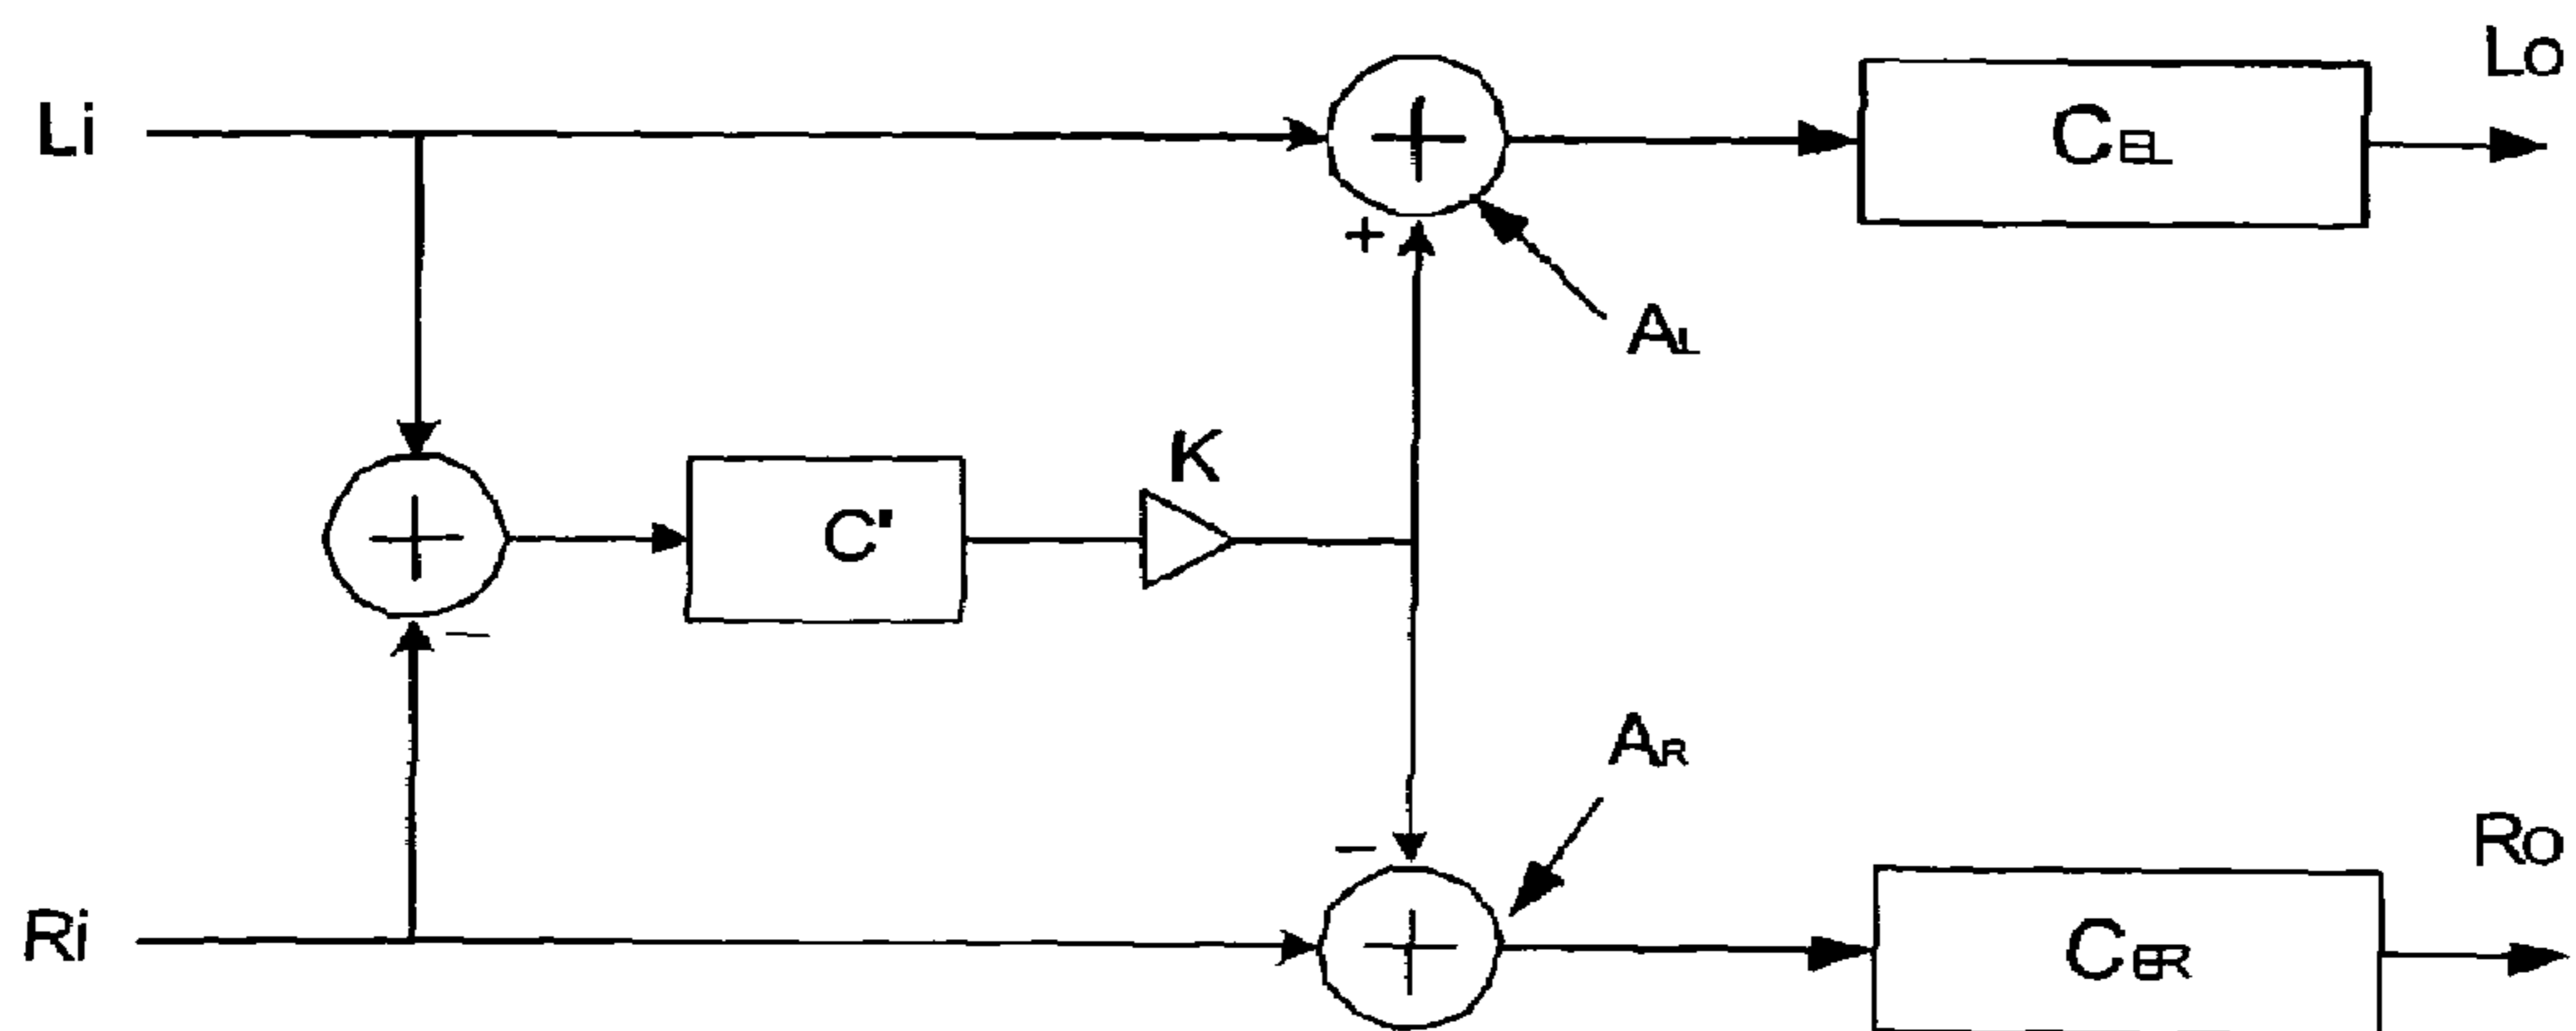 Lo
Li
+
CEL
+
AL
K
+
C'
−
AR
−
Ro
Ri
+
CER